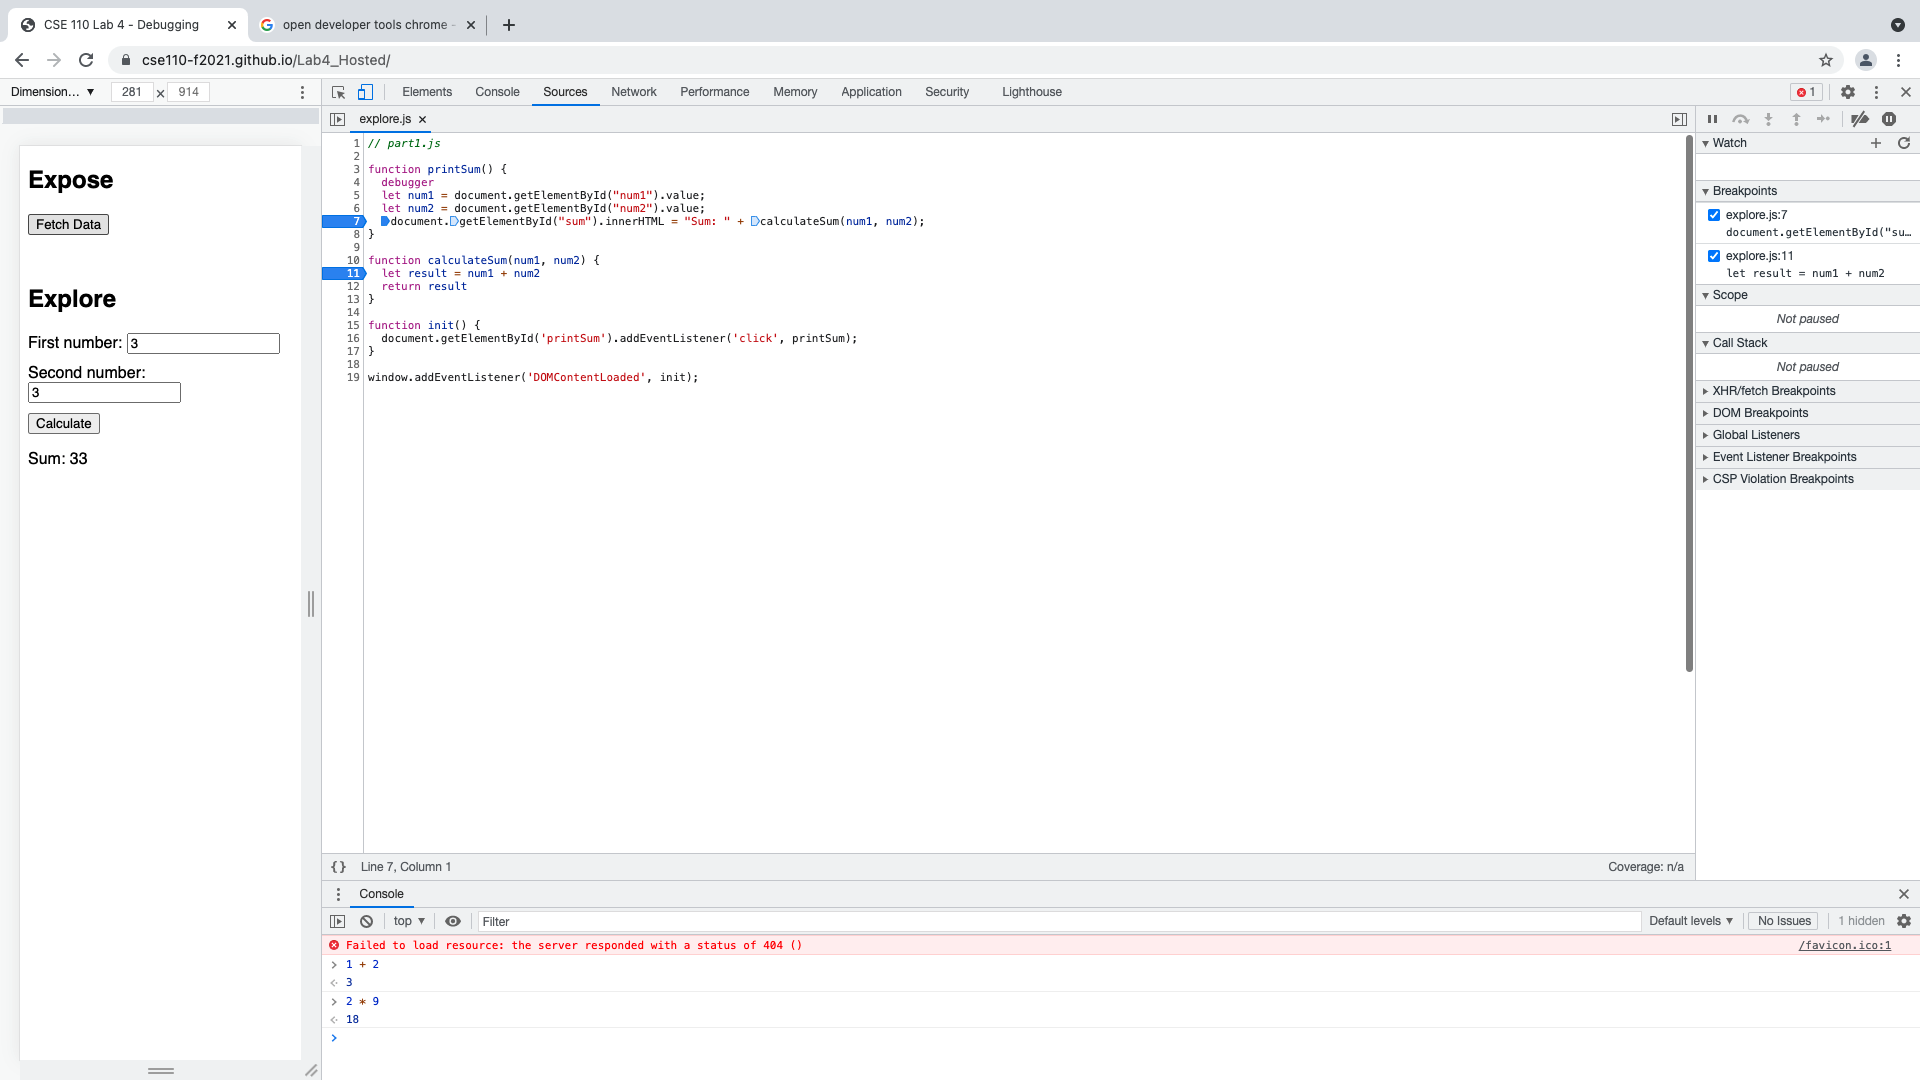 CSE 110 Lab 4 - Debugging
open developer tools chrome -
cse110-f2021.github.io/Lab4_Hosted/
Dimension... ▼ 281 x 914
Elements Console Sources Network Performance Memory Application Security Lighthouse 1
explore.js
Expose
Fetch Data
Explore
First number: 3
Second number:
3
Calculate
Sum: 33
1 // part1.js
2
3 function printSum() {
4 debugger
5 let num1 = document.getElementById("num1").value;
6 let num2 = document.getElementById("num2").value;
7 document.getElementById("sum").innerHTML = "Sum: " + calculateSum(num1, num2);
8 }
9
10 function calculateSum(num1, num2) {
11 let result = num1 + num2
12 return result
13 }
14
15 function init() {
16 document.getElementById('printSum').addEventListener('click', printSum);
17 }
18
19 window.addEventListener('DOMContentLoaded', init);
Watch
Breakpoints
explore.js:7
document.getElementById("su…
explore.js:11
let result = num1 + num2
Scope
Not paused
Call Stack
Not paused
XHR/fetch Breakpoints
DOM Breakpoints
Global Listeners
Event Listener Breakpoints
CSP Violation Breakpoints
{} Line 7, Column 1 Coverage: n/a
Console
top ▼ Filter Default levels ▼ No Issues 1 hidden
Failed to load resource: the server responded with a status of 404 () /favicon.ico:1
> 1 + 2
3
> 2 * 9
18
>